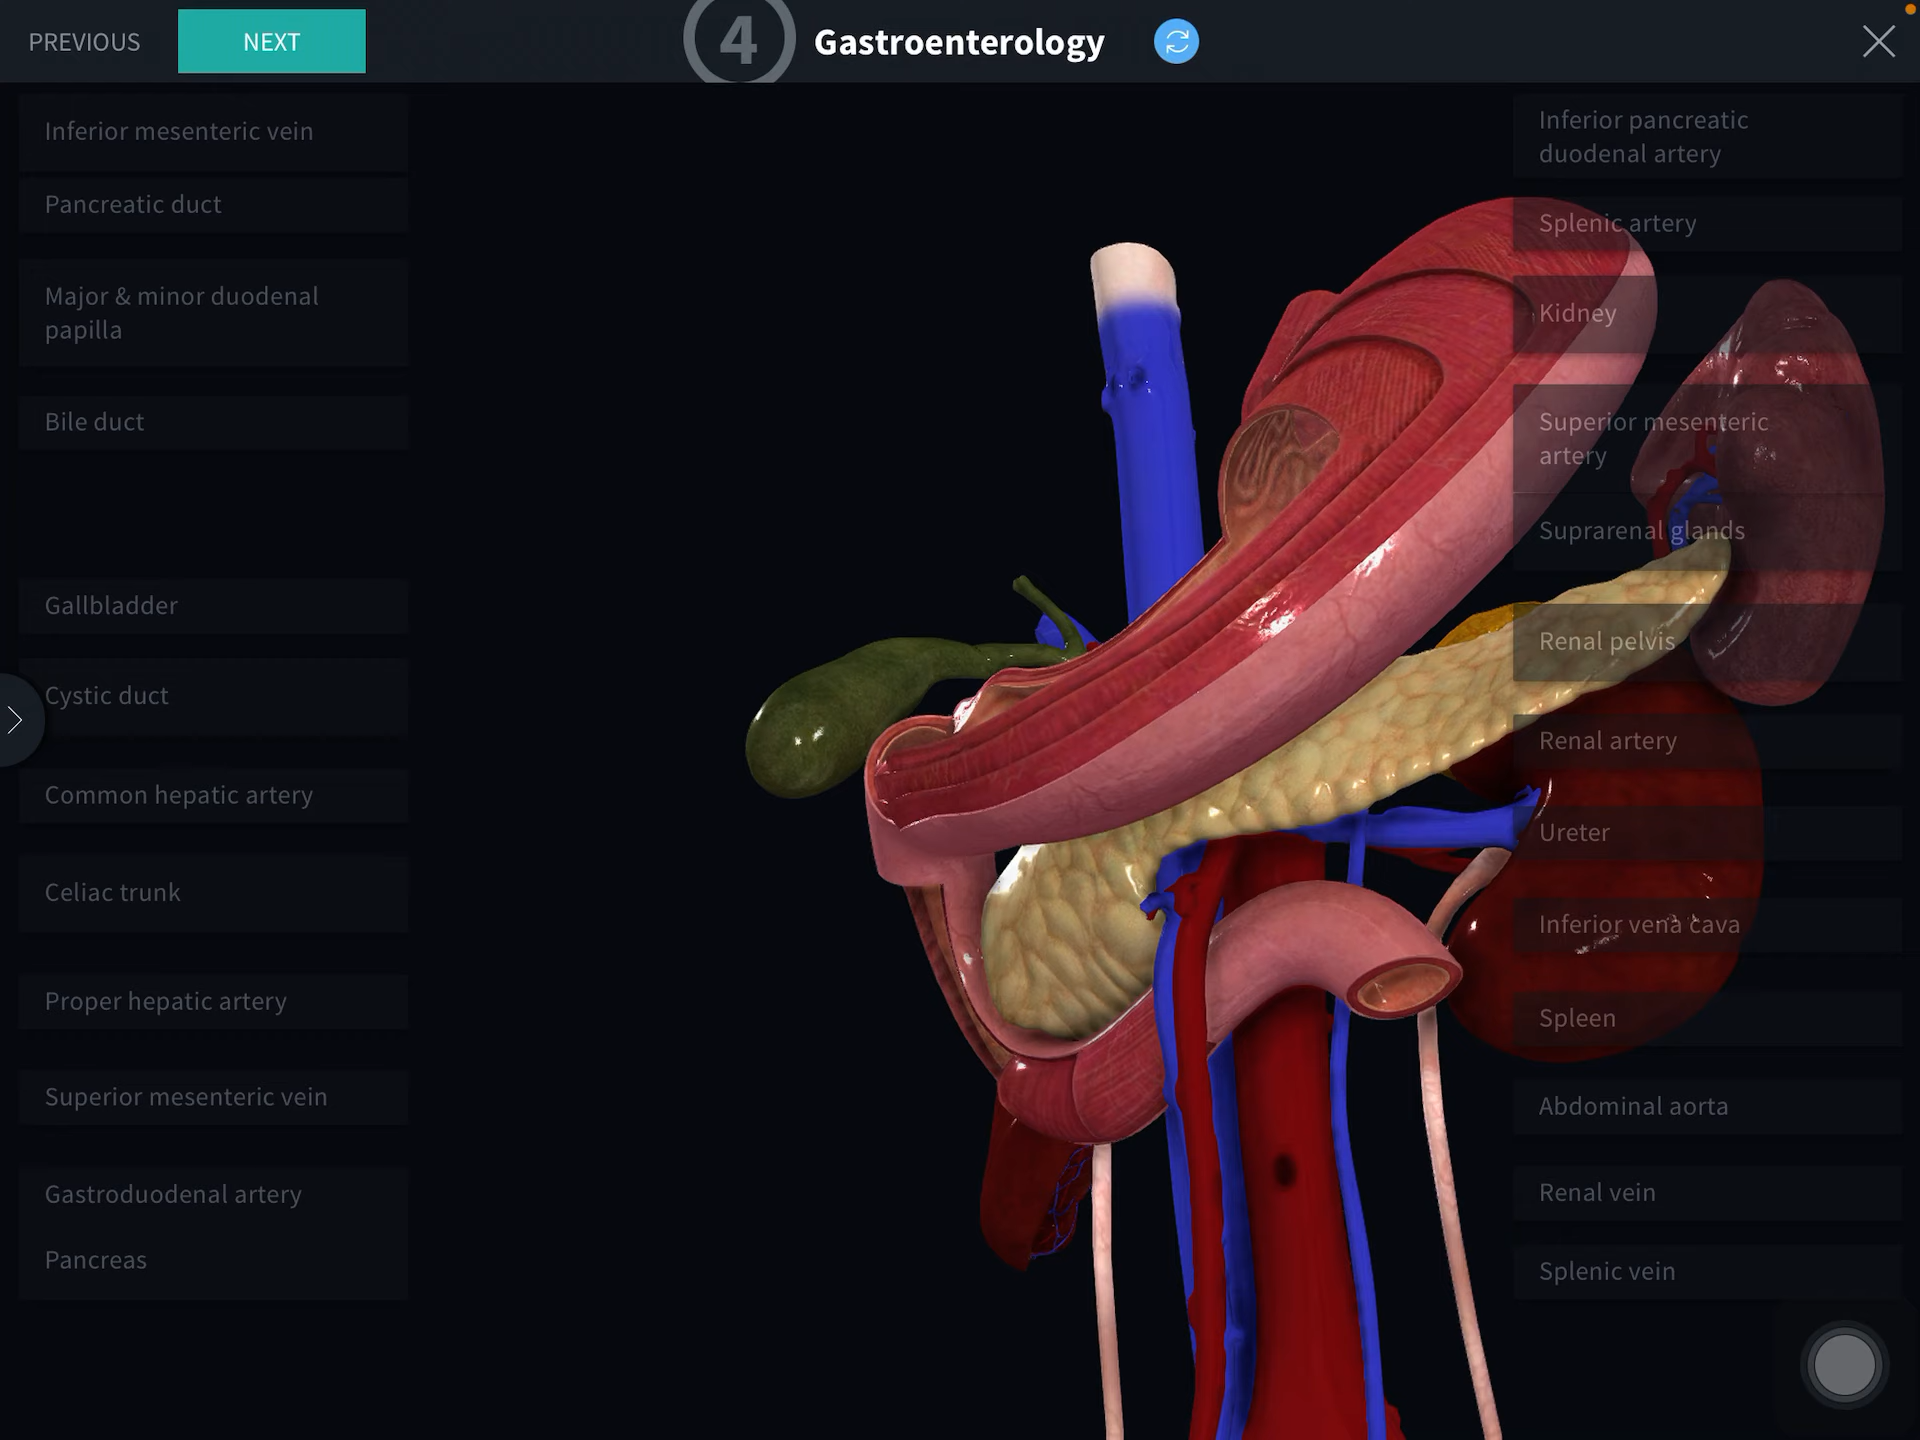 PREVIOUS
NEXT
4
Gastroenterology
Inferior mesenteric vein
Pancreatic duct
Major & minor duodenal
papilla
Bile duct
Gallbladder
Cystic duct
Common hepatic artery
Celiac trunk
Proper hepatic artery
Superior mesenteric vein
Gastroduodenal artery
Pancreas
Inferior pancreatic
duodenal artery
Splenic artery
Kidney
Superior mesenteric
artery
Suprarenal glands
Renal pelvis
Renal artery
Ureter
Inferior vena cava
Spleen
Abdominal aorta
Renal vein
Splenic vein